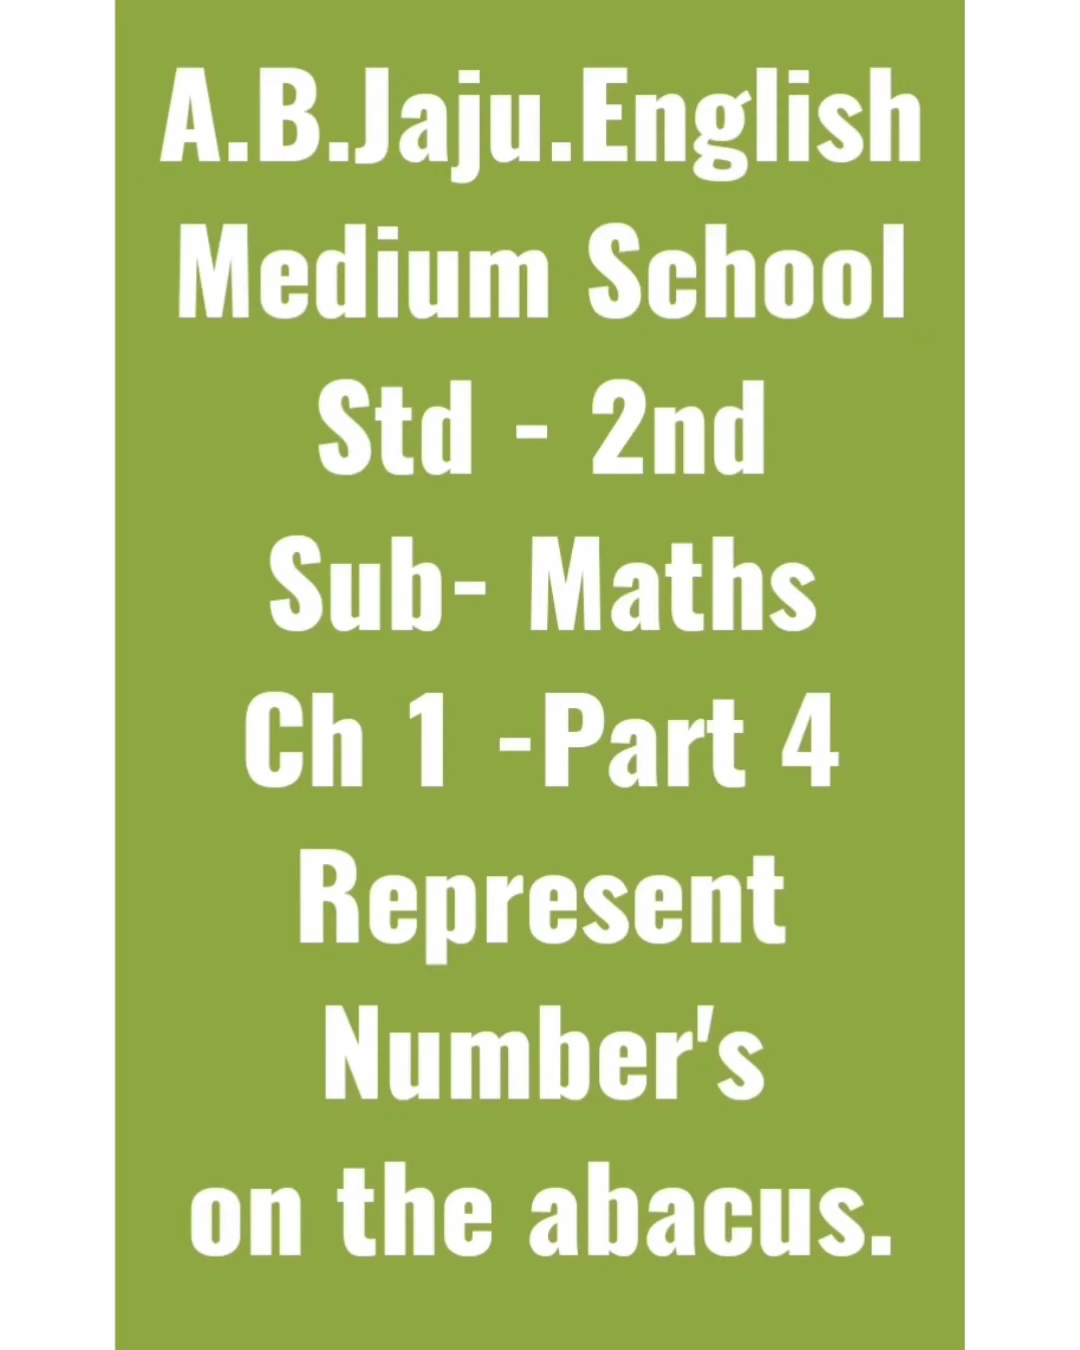 A.B.Jaju.English
Medium School
Std - 2nd
Sub- Maths
Ch 1 -Part 4
Represent
Number's
on the abacus.